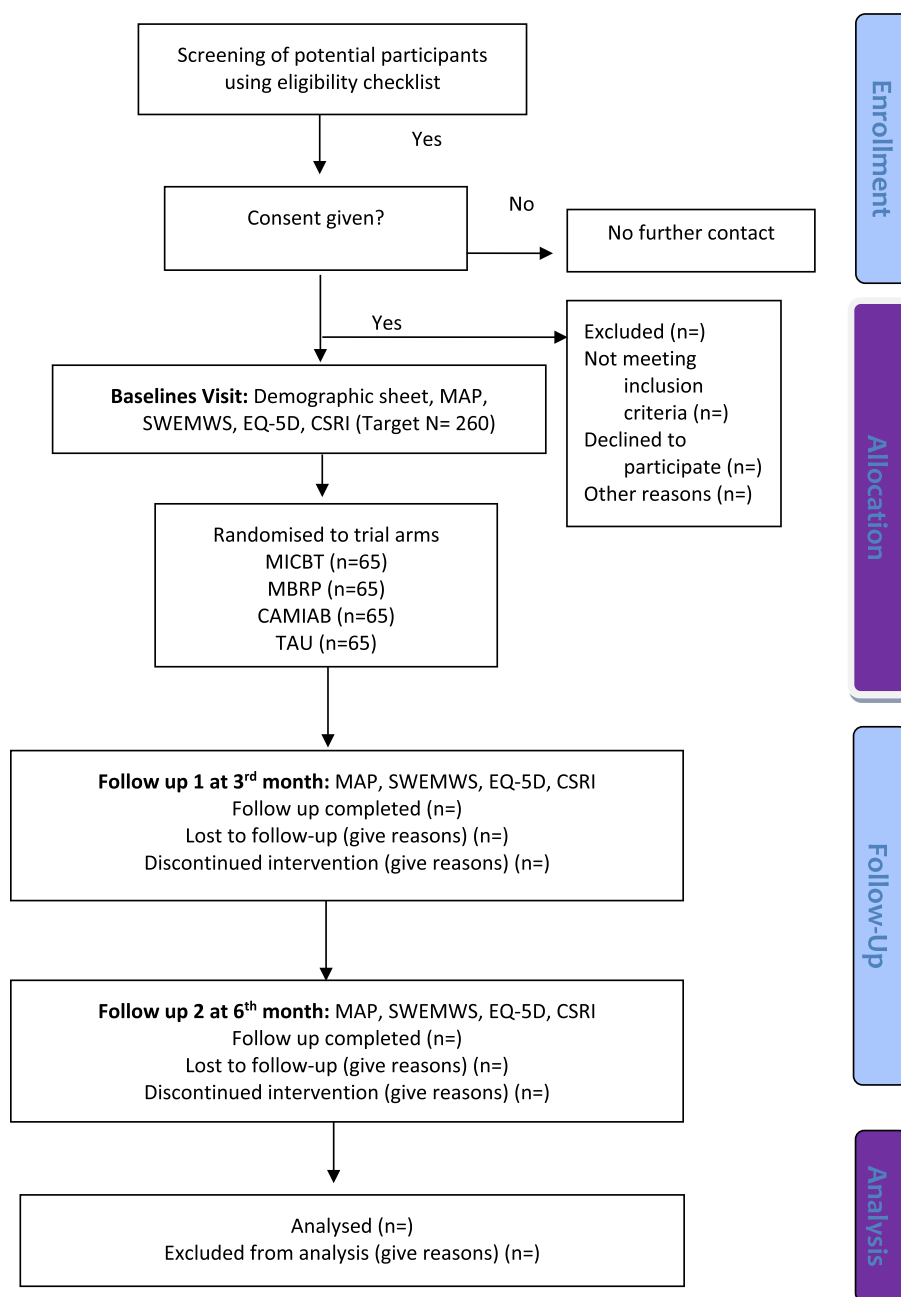 Screening of potential participants
using eligibility checklist
Enrollment
Yes
Consent given?
No
No further contact
Yes
Excluded (n=)
Not meeting
inclusion
criteria (n=)
Declined to
participate (n=)
Other reasons (n=)
Baselines Visit: Demographic sheet, MAP,
SWEMWS, EQ-5D, CSRI (Target N= 260)
Allocation
Randomised to trial arms
MICBT (n=65)
MBRP (n=65)
CAMIAB (n=65)
TAU (n=65)
Follow up 1 at 3rd month: MAP, SWEMWS, EQ-5D, CSRI
Follow up completed (n=)
Lost to follow-up (give reasons) (n=)
Discontinued intervention (give reasons) (n=)
Follow-Up
Follow up 2 at 6th month: MAP, SWEMWS, EQ-5D, CSRI
Follow up completed (n=)
Lost to follow-up (give reasons) (n=)
Discontinued intervention (give reasons) (n=)
Analysed (n=)
Excluded from analysis (give reasons) (n=)
Analysis